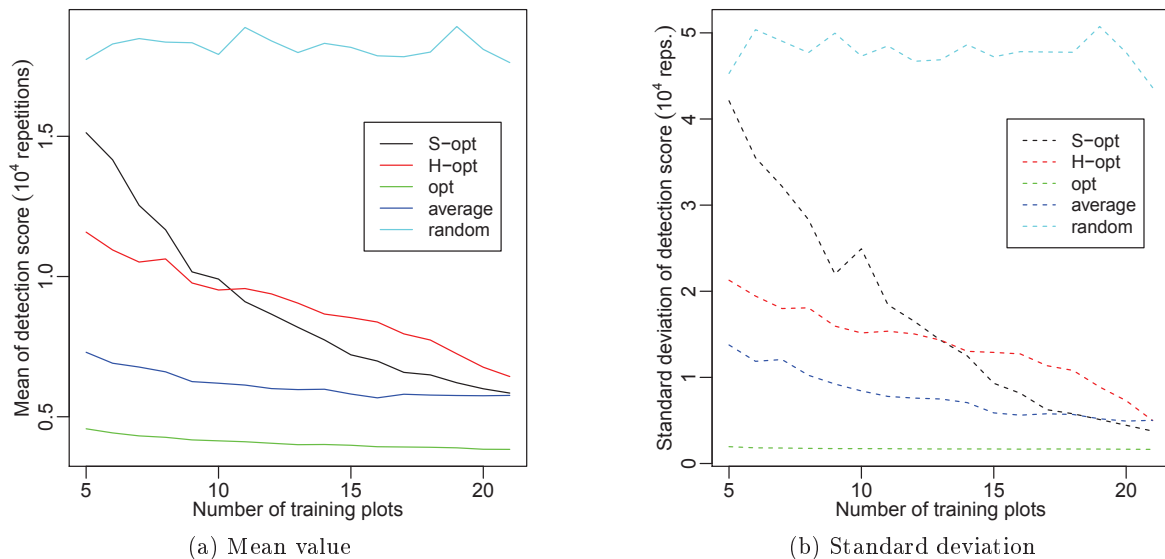 Mean of detection score (10⁴ repetitions)
1.5
1.0
0.5
S-opt
H-opt
opt
average
random
5 10 15 20
Number of training plots
(a) Mean value
Standard deviation of detection score (10⁴ reps.)
5
4
3
2
1
0
S-opt
H-opt
opt
average
random
5 10 15 20
Number of training plots
(b) Standard deviation